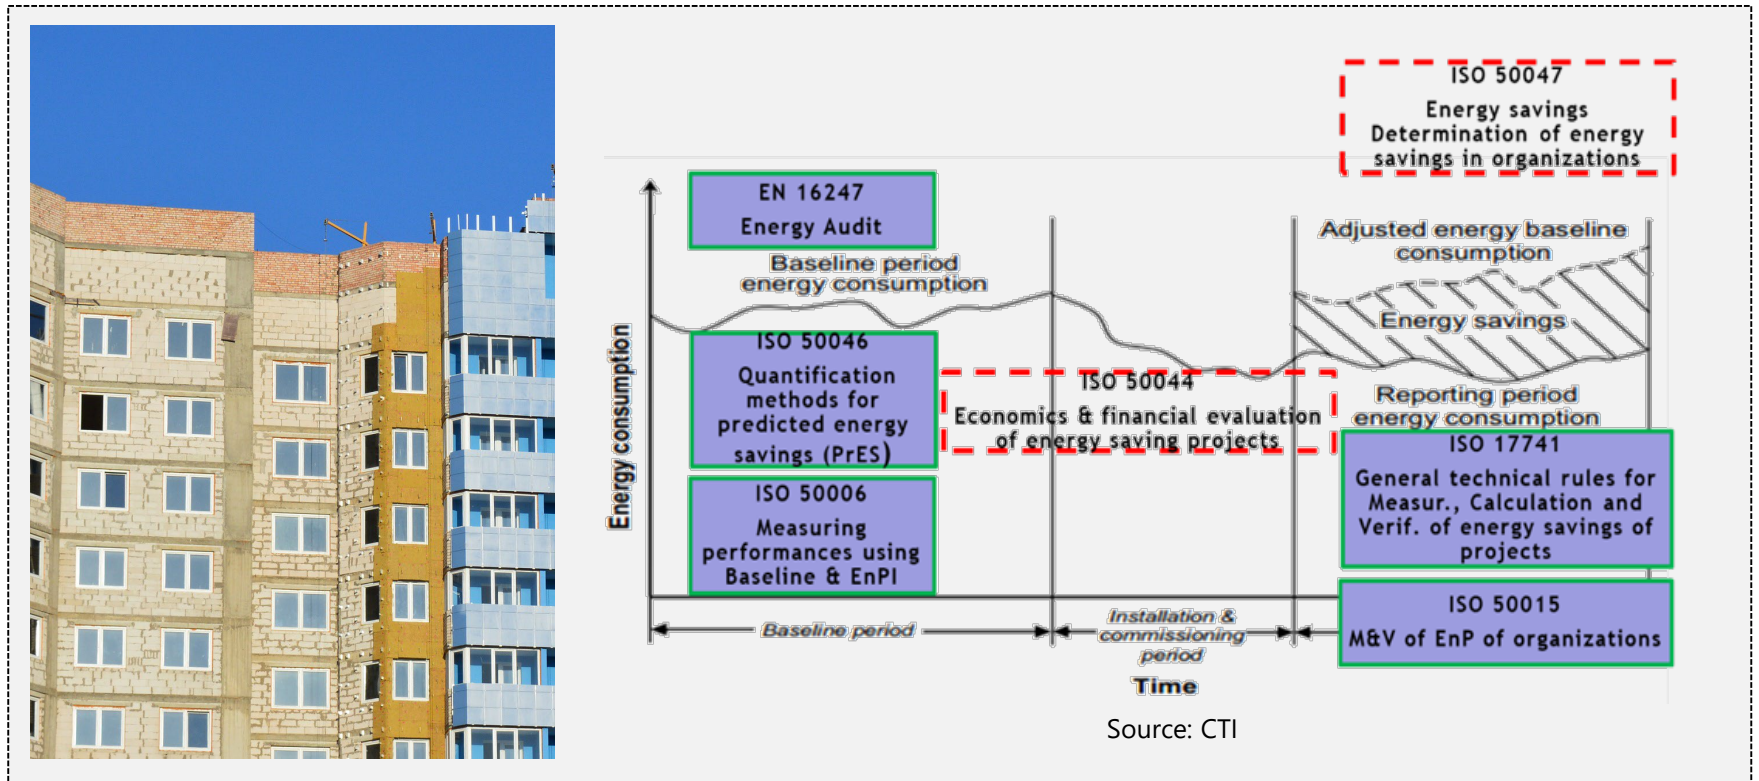 ISO 50047
Energy savings
Determination of energy
savings in organizations
EN 16247
Energy Audit
Baseline period
energy consumption
Adjusted energy baseline
consumption
Energy savings
Energy consumption
ISO 50046
Quantification
methods for
predicted energy
savings (PrES)
ISO 50044
Economics & financial evaluation
of energy saving projects
Reporting period
energy consumption
ISO 17741
General technical rules for
Measur., Calculation and
Verif. of energy savings of
projects
ISO 50006
Measuring
performances using
Baseline & EnPI
ISO 50015
M&V of EnP of organizations
Baseline period
Installation &
commissioning
period
Time
Source: CTI